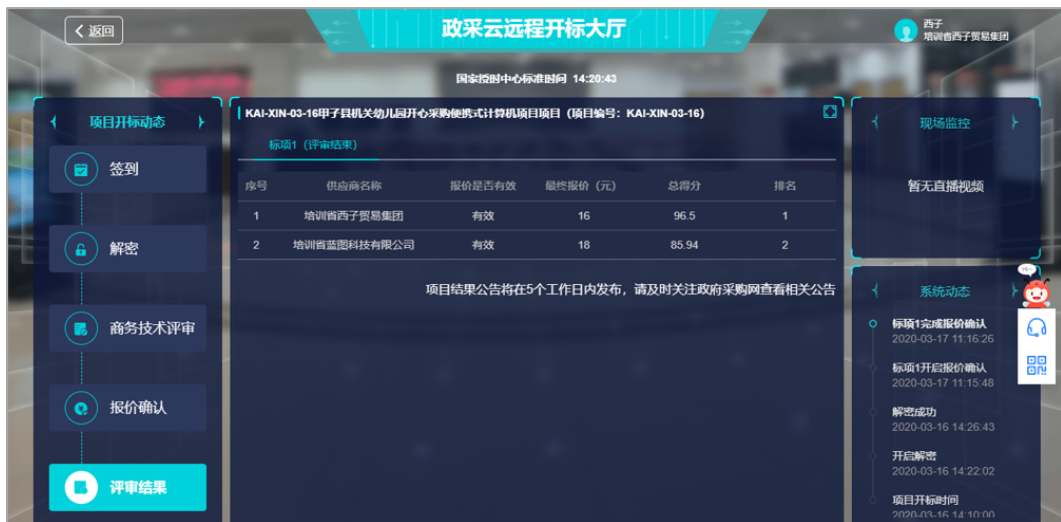 返回
政采云远程开标大厅
西子
培训省西子贸易集团
国家授时中心标准时间 14:20:43
项目开标动态
签到
解密
商务技术评审
报价确认
评审结果
KAI-XIN-03-16甲子县机关幼儿园开心采购便携式计算机项目项目（项目编号：KAI-XIN-03-16）
标项1（评审结果）
序号 供应商名称 报价是否有效 最终报价（元） 总得分 排名
1 培训省西子贸易集团 有效 16 96.5 1
2 培训省蓝图科技有限公司 有效 18 85.94 2
项目结果公告将在5个工作日内发布，请及时关注政府采购网查看相关公告
现场监控
暂无直播视频
系统动态
标项1完成报价确认
2020-03-17 11:16:26
标项1开启报价确认
2020-03-17 11:15:48
解密成功
2020-03-16 14:26:43
开启解密
2020-03-16 14:22:02
项目开标时间
2020-03-16 14:10:00